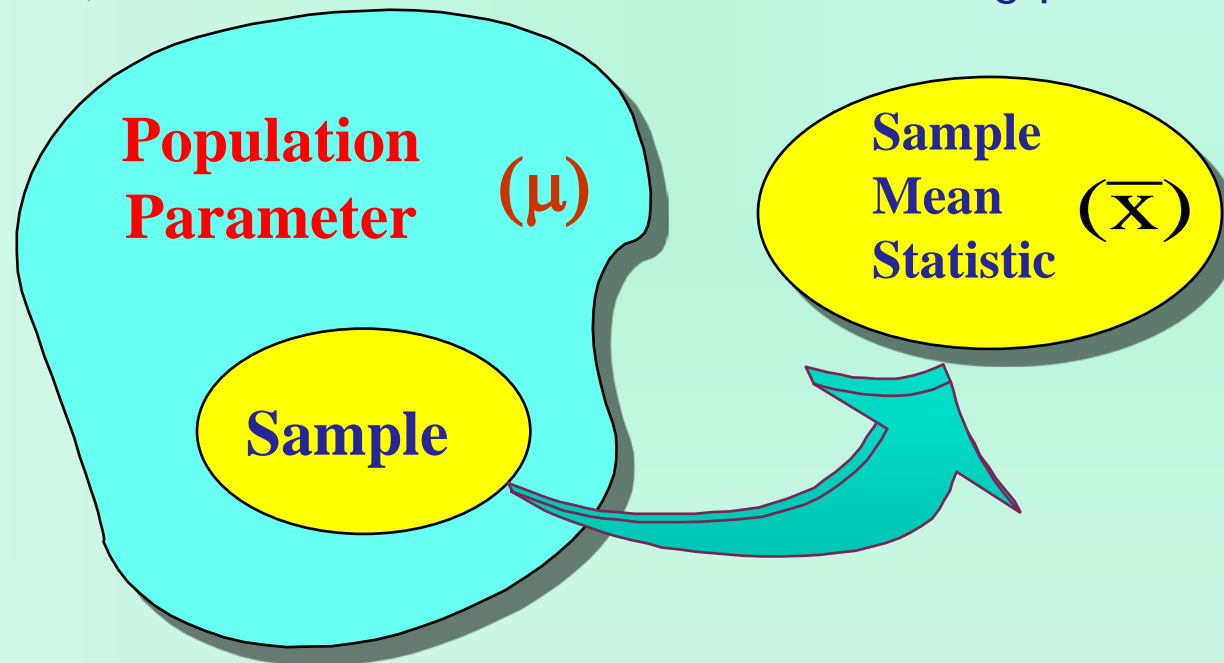 Population
Parameter (μ)
Sample
Mean (x̅)
Statistic
Sample